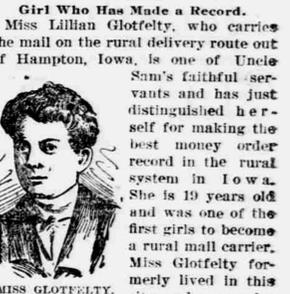 Girl Who Has Made a Record.
Miss Lillian Glotfelty, who carries
the mail on the rural delivery route out
of Hampton, Iowa, is one of Uncle
Sam's faithful ser-
vants and has just
distinguished her-
self for making the
best money order
record in the rural
system in Iowa.
She is 19 years old
and was one of the
first girls to become
a rural mail carrier.
Miss Glotfelty for-
merly lived in this
MISS GLOTFELTY.